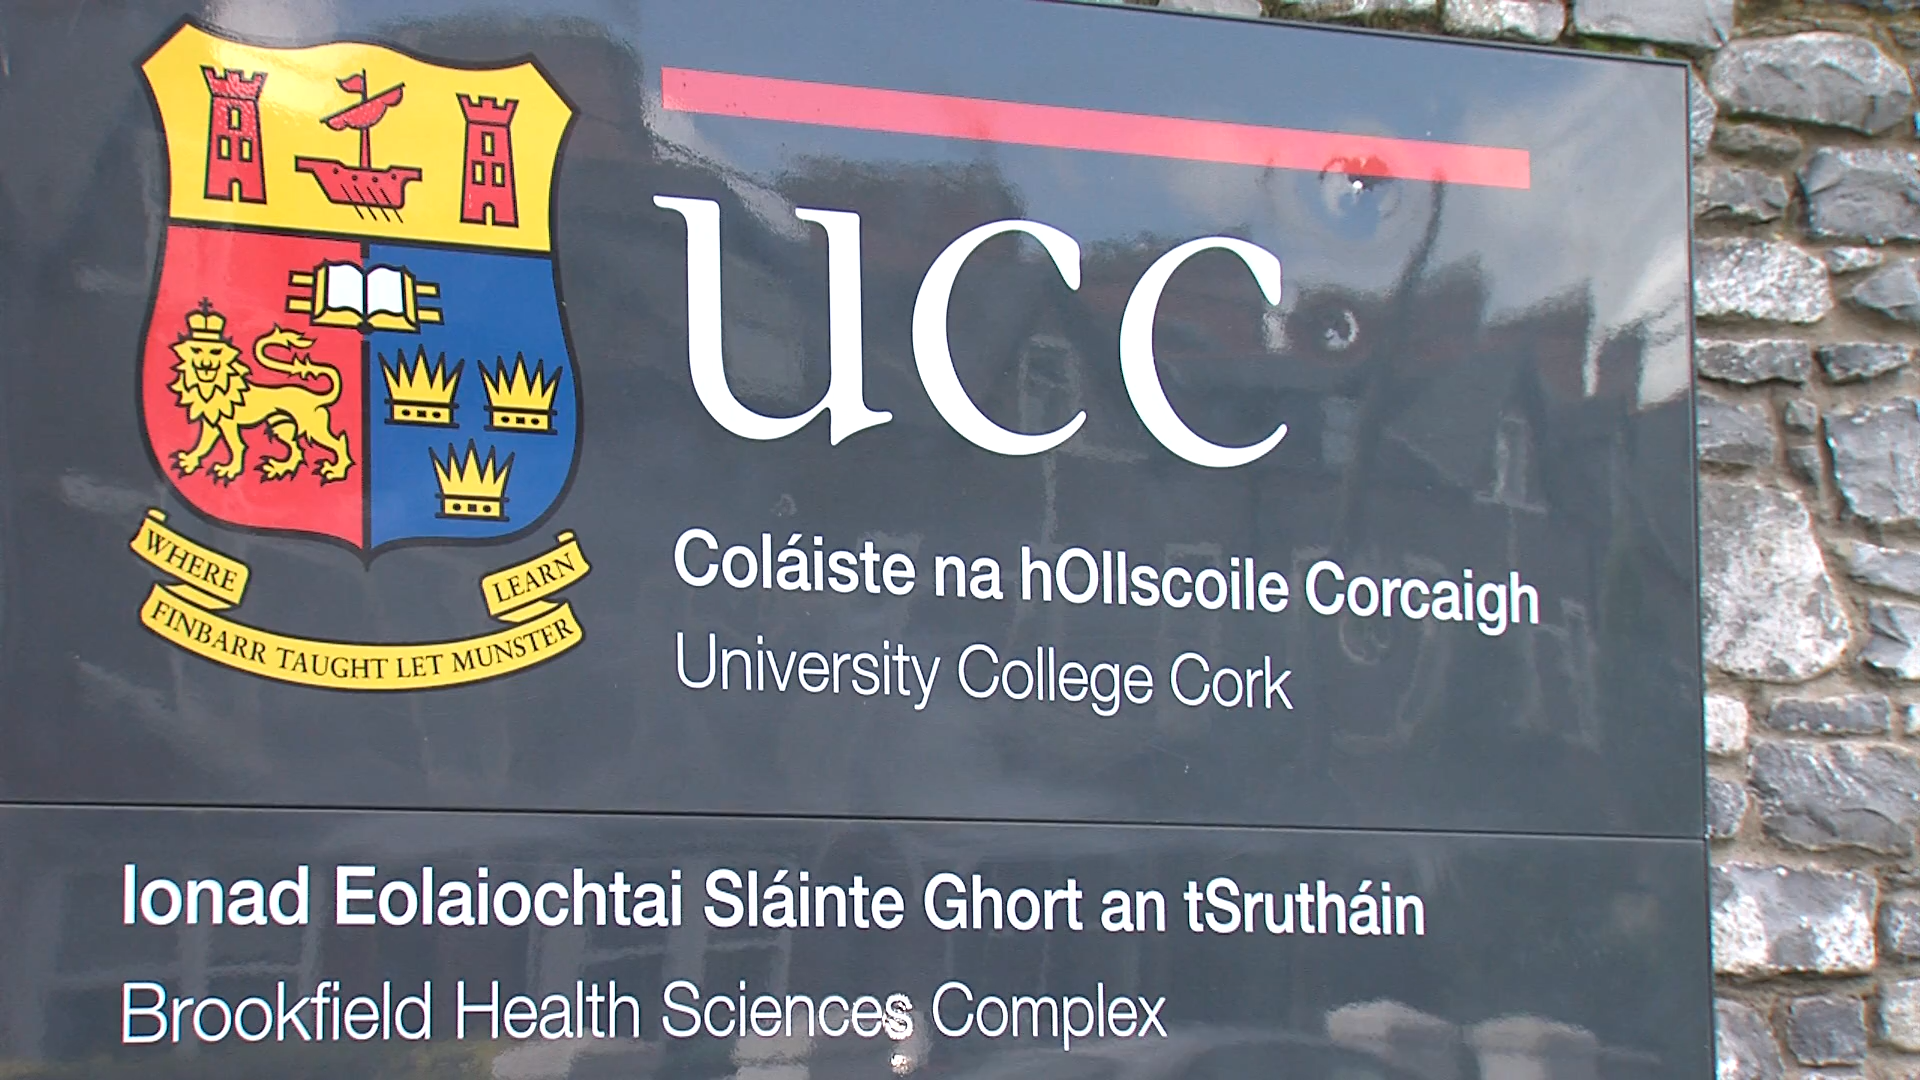 WHERE
FINBARR TAUGHT LET MUNSTER
LEARN
UCC
Coláiste na hOllscoile Corcaigh
University College Cork
Ionad Eolaiochtai Sláinte Ghort an tSrutháin
Brookfield Health Sciences Complex